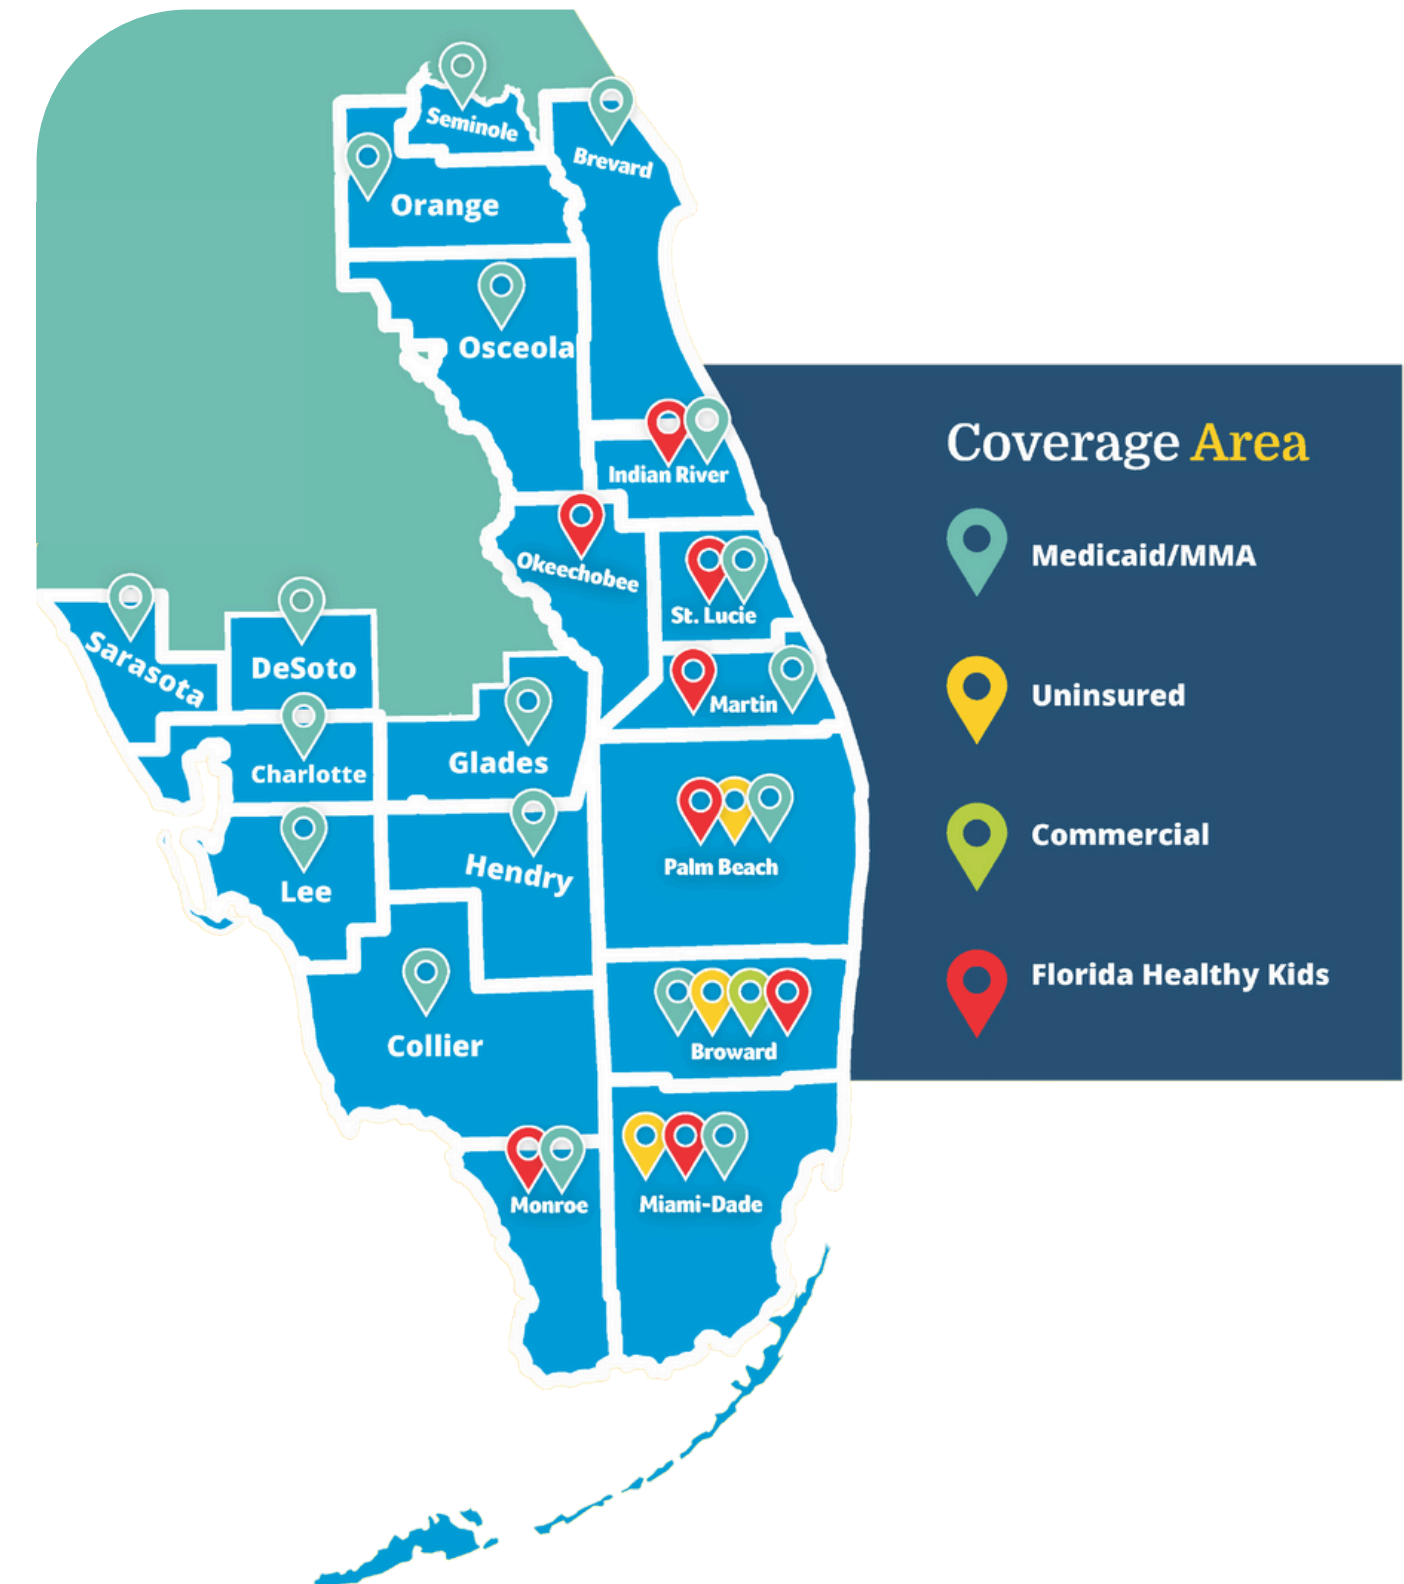 Seminole
Brevard
Orange
Osceola
Coverage Area
Indian River
Medicaid/MMA
Okeechobee
St. Lucie
Sarasota
DeSoto
Uninsured
Martin
Glades
Charlotte
Commercial
Hendry
Palm Beach
Lee
Florida Healthy Kids
Collier
Broward
Monroe
Miami-Dade